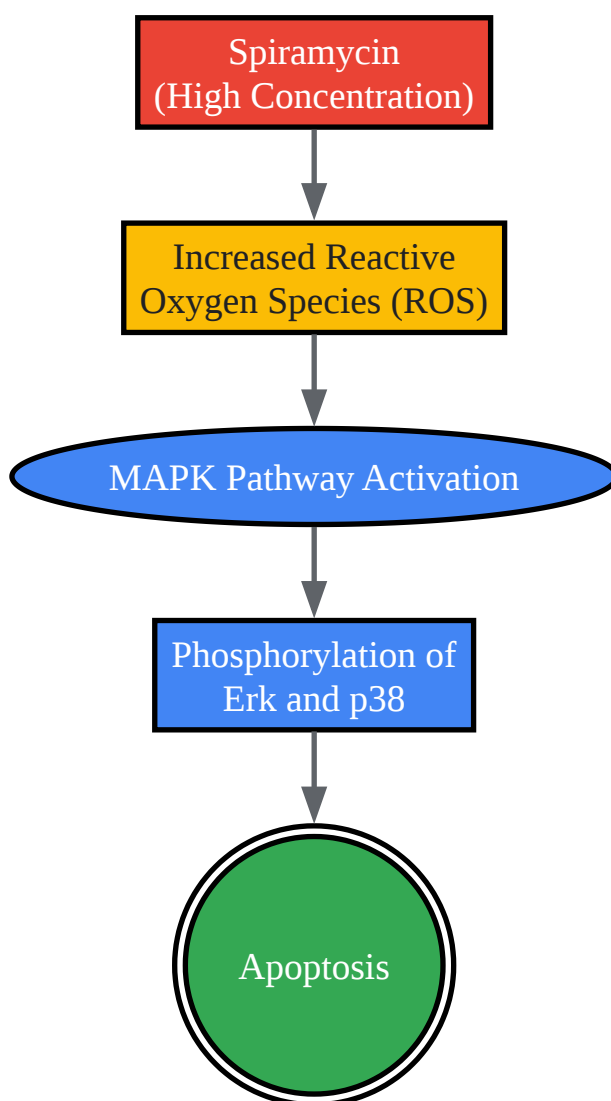 Spiramycin
(High Concentration)
Increased Reactive
Oxygen Species (ROS)
MAPK Pathway Activation
Phosphorylation of
Erk and p38
Apoptosis